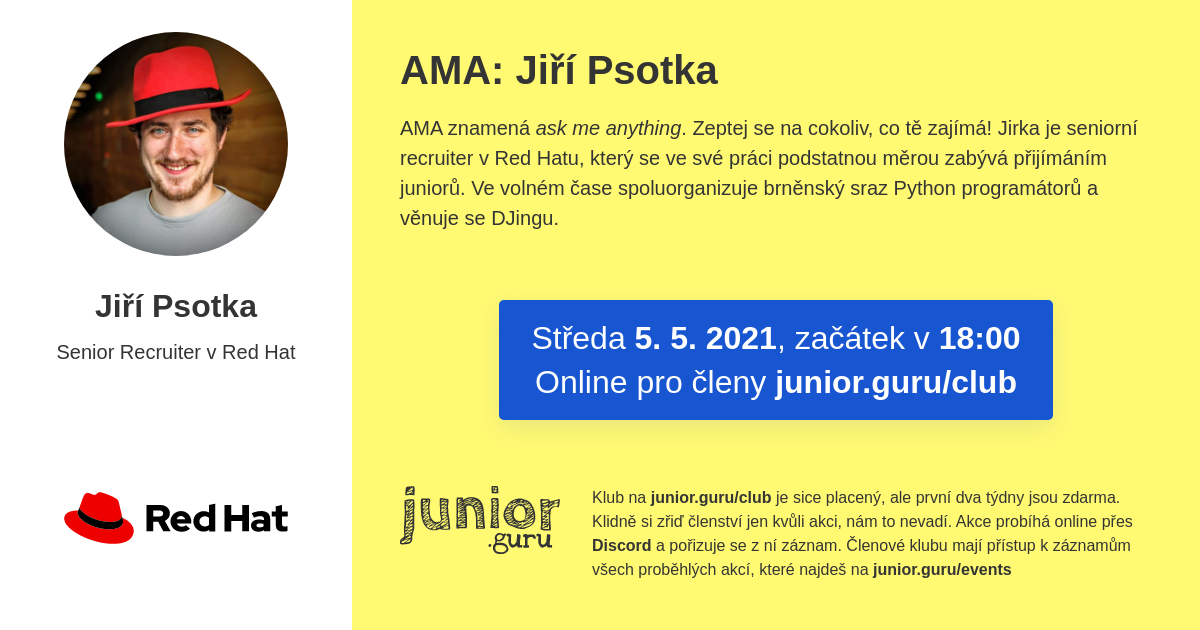 Jiří Psotka
Senior Recruiter v Red Hat
Red Hat
AMA: Jiří Psotka
AMA znamená ask me anything. Zeptej se na cokoliv, co tě zajímá! Jirka je seniorní
recruiter v Red Hatu, který se ve své práci podstatnou měrou zabývá přijímáním
juniorů. Ve volném čase spoluorganizuje brněnský sraz Python programátorů a
věnuje se DJingu.
Středa 5. 5. 2021, začátek v 18:00
Online pro členy junior.guru/club
junior
.guru
Klub na junior.guru/club je sice placený, ale první dva týdny jsou zdarma.
Klidně si zřiď členství jen kvůli akci, nám to nevadí. Akce probíhá online přes
Discord a pořizuje se z ní záznam. Členové klubu mají přístup k záznamům
všech proběhlých akcí, které najdeš na junior.guru/events